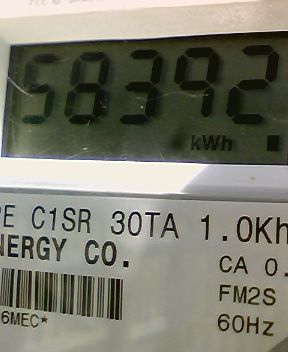 58392
kWh
PE C1SR 30TA 1.0Kh
NERGY CO.
CA 0.
FM2S
6MEC* 60Hz